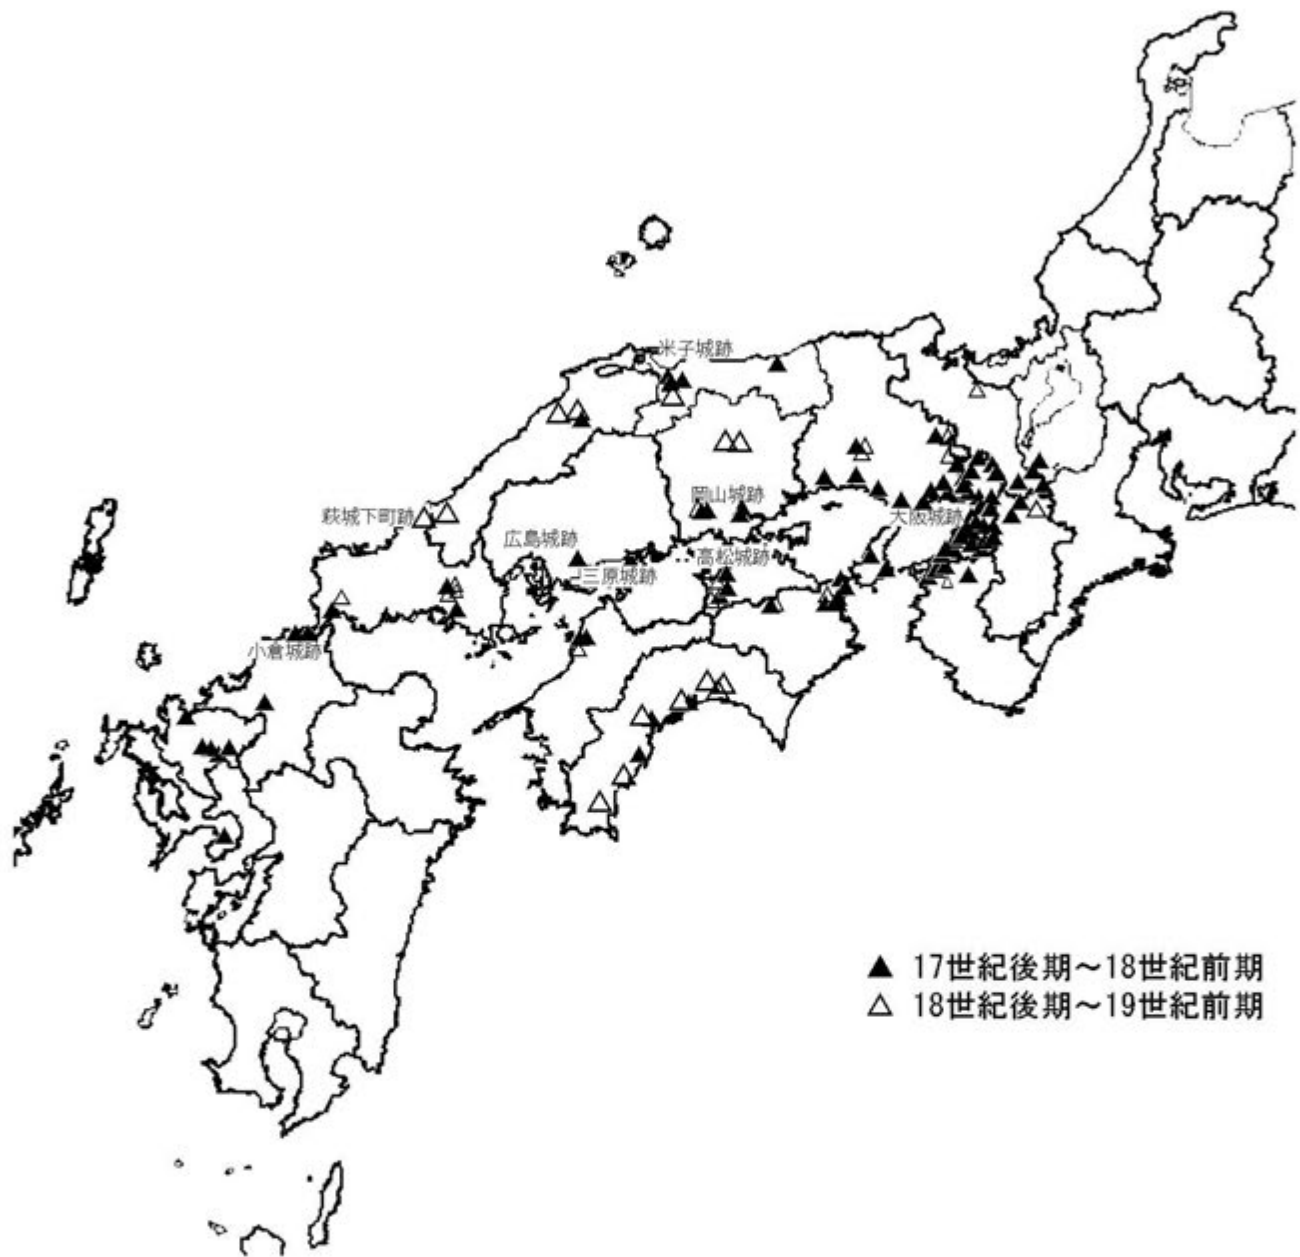 米子城跡
岡山城跡
萩城下町跡
大阪城跡
広島城跡
高松城跡
三原城跡
小倉城跡
▲ 17世紀後期～18世紀前期
△ 18世紀後期～19世紀前期